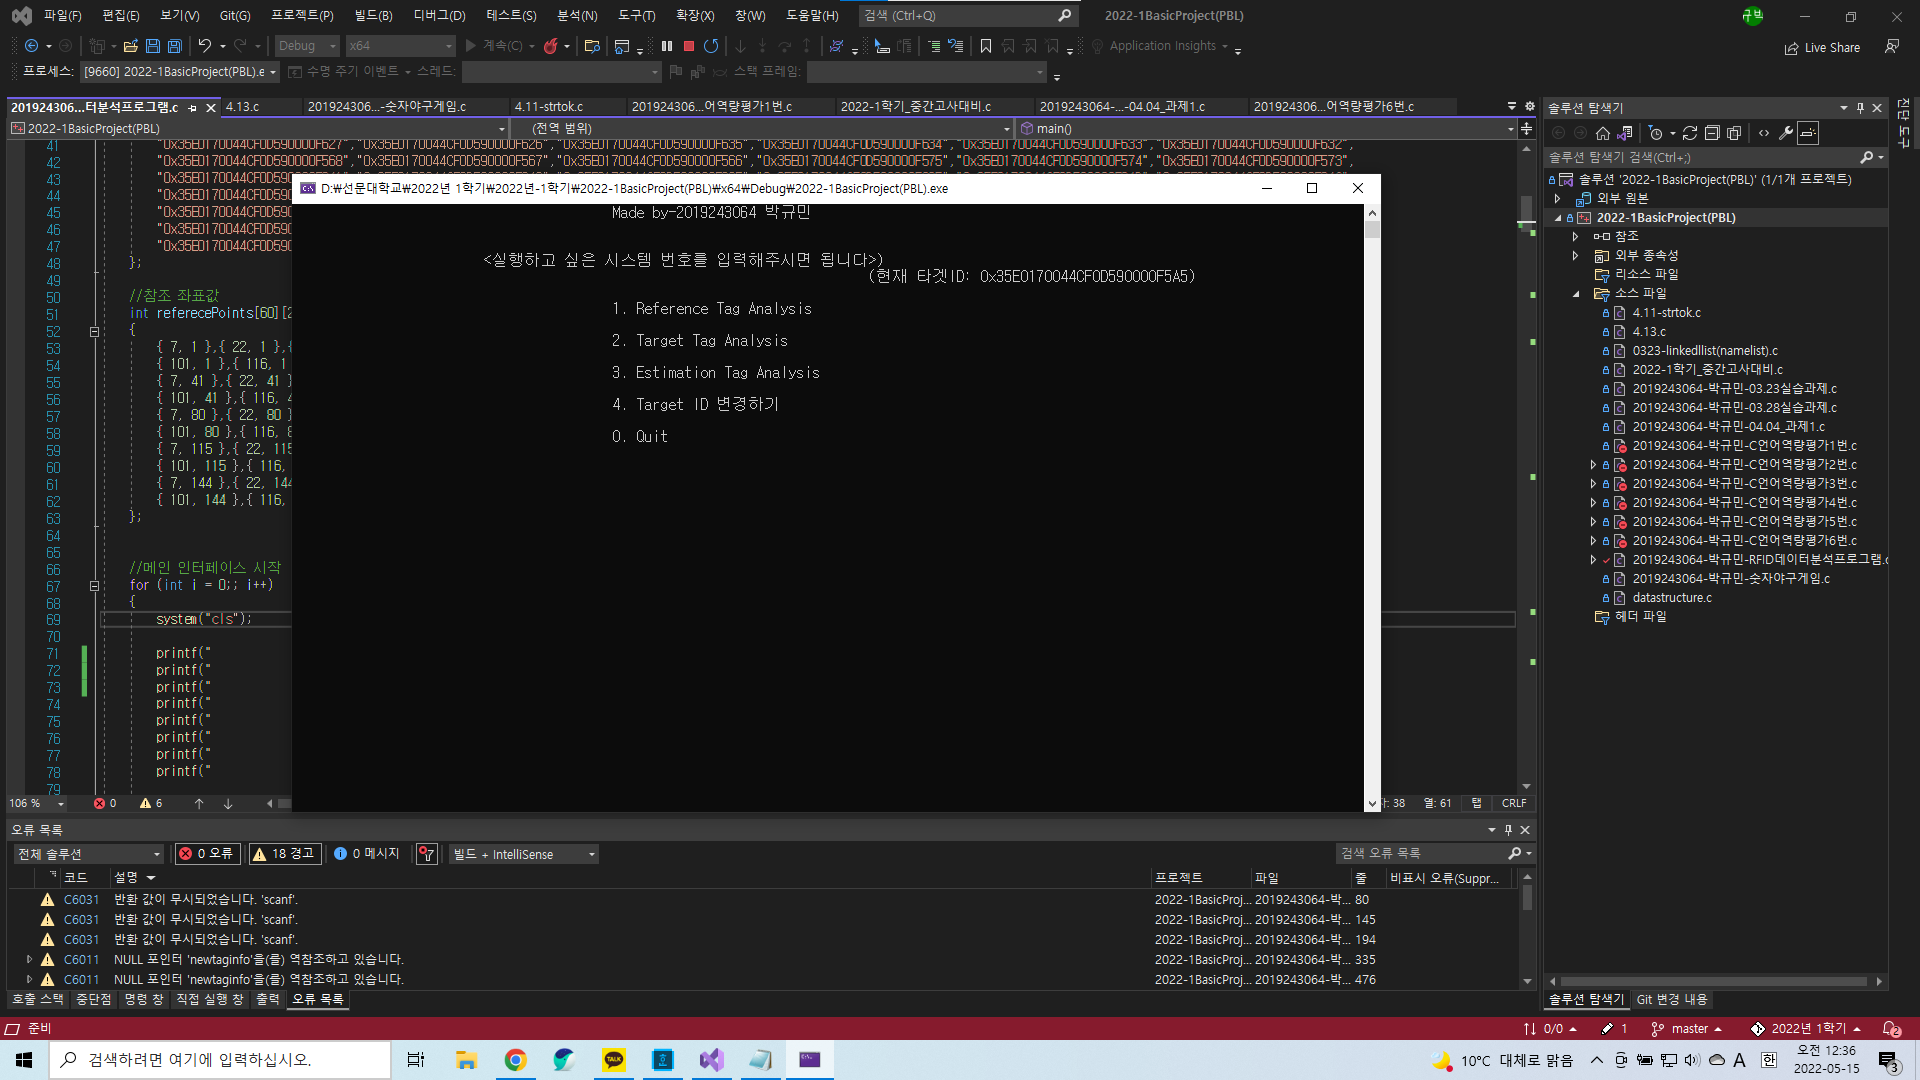 파일(F) 편집(E) 보기(V) Git(G) 프로젝트(P) 빌드(B) 디버그(D) 테스트(S) 분석(N) 도구(T) 확장(X) 창(W) 도움말(H) 검색 (Ctrl+Q) 2022-1BasicProject(PBL) 구박
Debug x64 계속(C) Application Insights Live Share
프로세스: [9660] 2022-1BasicProject(PBL).e 수명 주기 이벤트 스레드: 스택 프레임:
201924306...터분석프로그램.c 4.13.c 201924306...-숫자야구게임.c 4.11-strtok.c 201924306...어역량평가1번.c 2022-1학기_중간고사대비.c 2019243064-...-04.04_과제1.c 201924306...어역량평가6번.c
2022-1BasicProject(PBL) (전역 범위) main()
41 "0x35E0170044CF0D590000F627","0x35E0170044CF0D590000F626","0x35E0170044CF0D590000F635","0x35E0170044CF0D590000F634","0x35E0170044CF0D590000F633","0x35E0170044CF0D590000F632",
42 "0x35E0170044CF0D590000F568","0x35E0170044CF0D590000F567","0x35E0170044CF0D590000F566","0x35E0170044CF0D590000F575","0x35E0170044CF0D590000F574","0x35E0170044CF0D590000F573",
43 "0x35E0170044CF0D590
44 "0x35E0170044CF0D590
45 "0x35E0170044CF0D590
46 "0x35E0170044CF0D590
47 "0x35E0170044CF0D590
48 };
49
50 //참조 좌표값
51 int referecePoints[60][2
52 {
53 { 7, 1 },{ 22, 1 },{
54 { 101, 1 },{ 116, 1
55 { 7, 41 },{ 22, 41 }
56 { 101, 41 },{ 116, 4
57 { 7, 80 },{ 22, 80 }
58 { 101, 80 },{ 116, 8
59 { 7, 115 },{ 22, 115
60 { 101, 115 },{ 116,
61 { 7, 144 },{ 22, 144
62 { 101, 144 },{ 116,
63 };
64
65
66 //메인 인터페이스 시작
67 for (int i = 0;; i++)
68 {
69 system("cls");
70
71 printf("
72 printf("
73 printf("
74 printf("
75 printf("
76 printf("
77 printf("
78 printf("
79
D:₩선문대학교₩2022년 1학기₩2022년-1학기₩2022-1BasicProject(PBL)₩x64₩Debug₩2022-1BasicProject(PBL).exe
Made by-2019243064 박규민
<실행하고 싶은 시스템 번호를 입력해주시면 됩니다>)
(현재 타겟ID: 0x35E0170044CF0D590000F5A5)
1. Reference Tag Analysis
2. Target Tag Analysis
3. Estimation Tag Analysis
4. Target ID 변경하기
0. Quit
106 % 0 6 자: 38 열: 61 탭 CRLF
오류 목록
전체 솔루션 0 오류 18 경고 0 메시지 빌드 + IntelliSense 검색 오류 목록
코드 설명 프로젝트 파일 줄 비표시 오류(Suppr...
C6031 반환 값이 무시되었습니다. 'scanf'. 2022-1BasicProj... 2019243064-박... 80
C6031 반환 값이 무시되었습니다. 'scanf'. 2022-1BasicProj... 2019243064-박... 145
C6031 반환 값이 무시되었습니다. 'scanf'. 2022-1BasicProj... 2019243064-박... 194
C6011 NULL 포인터 'newtaginfo'을(를) 역참조하고 있습니다. 2022-1BasicProj... 2019243064-박... 335
C6011 NULL 포인터 'newtaginfo'을(를) 역참조하고 있습니다. 2022-1BasicProj... 2019243064-박... 476
호출 스택 중단점 명령 창 직접 실행 창 출력 오류 목록
솔루션 탐색기
솔루션 탐색기 검색(Ctrl+;)
솔루션 '2022-1BasicProject(PBL)' (1/1개 프로젝트)
외부 원본
2022-1BasicProject(PBL)
참조
외부 종속성
리소스 파일
소스 파일
4.11-strtok.c
4.13.c
0323-linkedllist(namelist).c
2022-1학기_중간고사대비.c
2019243064-박규민-03.23실습과제.c
2019243064-박규민-03.28실습과제.c
2019243064-박규민-04.04_과제1.c
2019243064-박규민-C언어역량평가1번.c
2019243064-박규민-C언어역량평가2번.c
2019243064-박규민-C언어역량평가3번.c
2019243064-박규민-C언어역량평가4번.c
2019243064-박규민-C언어역량평가5번.c
2019243064-박규민-C언어역량평가6번.c
2019243064-박규민-RFID데이터분석프로그램.c
2019243064-박규민-숫자야구게임.c
datastructure.c
헤더 파일
솔루션 탐색기 Git 변경 내용
진단 도구
준비 0/0 1 master 2022년 1학기 2
검색하려면 여기에 입력하십시오. TALK 10°C 대체로 맑음 A 한 오전 12:36
2022-05-15 3